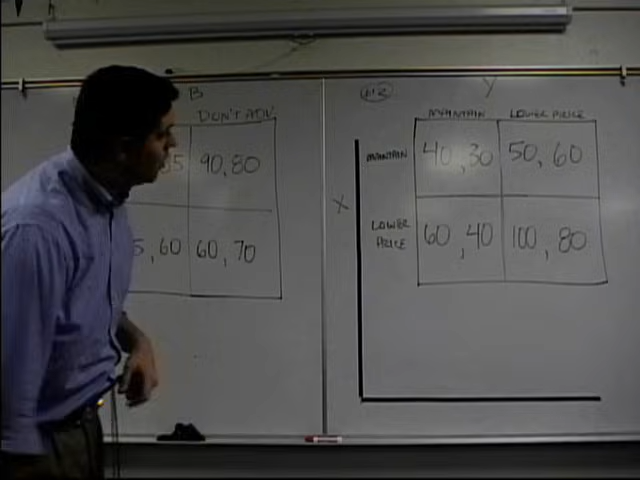 B
DON'T ADV.
90, 80
60
60, 70
#2
Y
MAINTAIN LOWER PRICE
X
MAINTAIN 40, 30 50, 60
LOWER PRICE 60, 40 100, 80